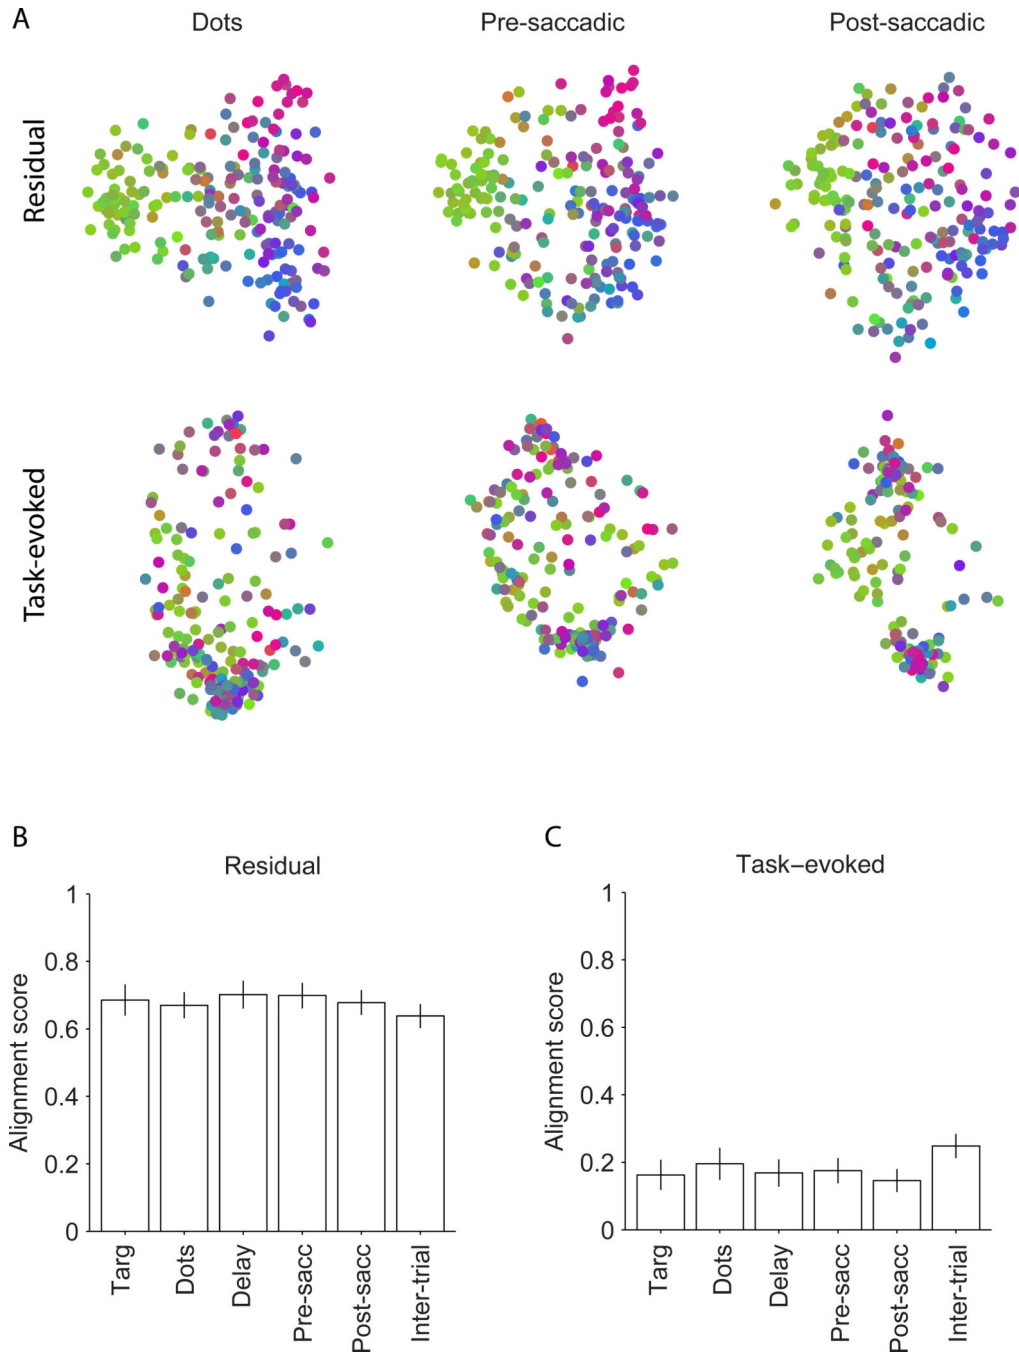 A
Dots
Pre-saccadic
Post-saccadic
Residual
Task-evoked
B
Residual
Alignment score
1
0.8
0.6
0.4
0.2
0
Targ
Dots
Delay
Pre-sacc
Post-sacc
Inter-trial
C
Task-evoked
Alignment score
1
0.8
0.6
0.4
0.2
0
Targ
Dots
Delay
Pre-sacc
Post-sacc
Inter-trial